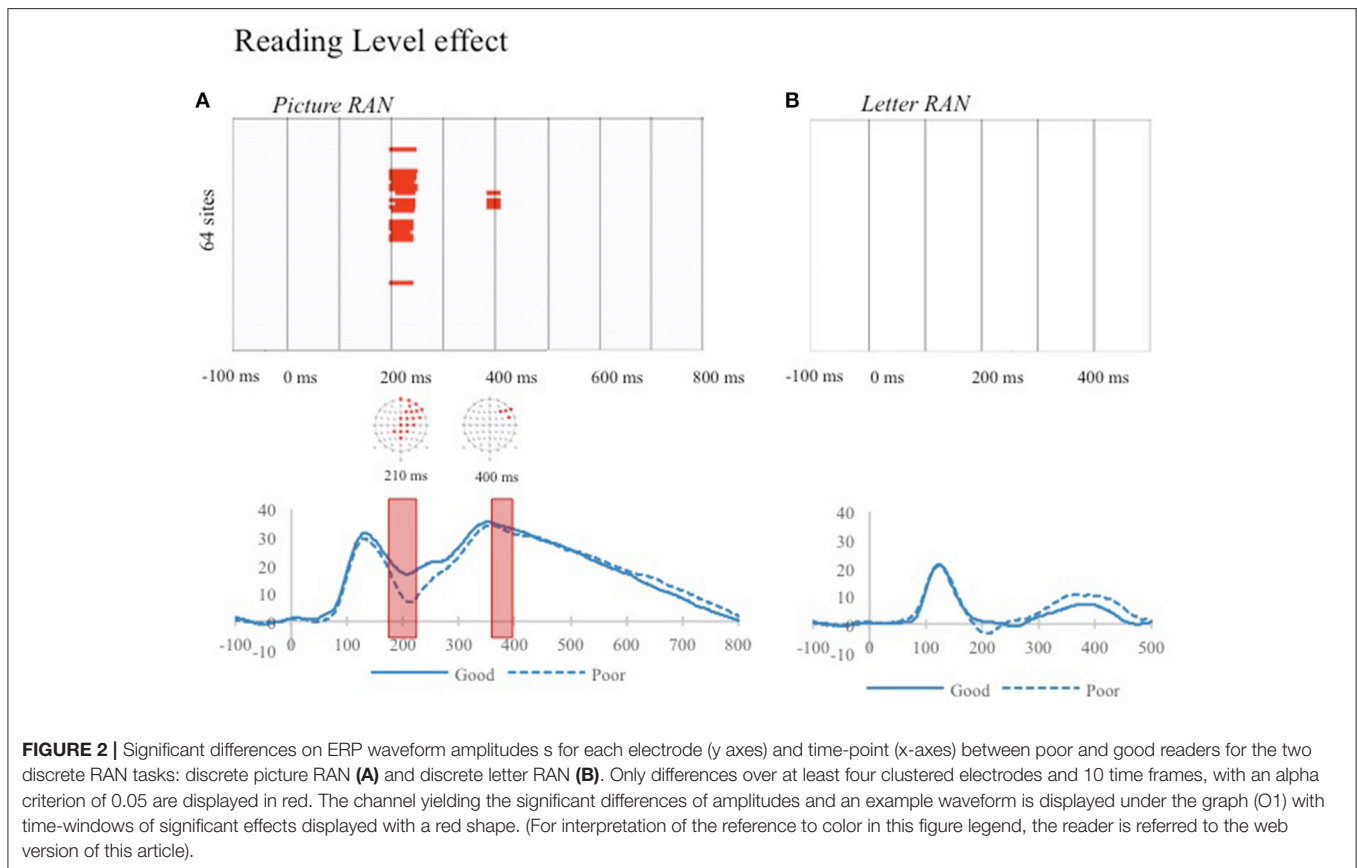 Reading Level effect
A Picture RAN
B Letter RAN
64 sites
-100 ms 0 ms 200 ms 400 ms 600 ms 800 ms
-100 ms 0 ms 200 ms 400 ms
210 ms 400 ms
40
30
20
10
0
-10
-100 0 100 200 300 400 500 600 700 800
Good Poor
40
30
20
10
0
-10
-100 0 100 200 300 400 500
Good Poor
FIGURE 2 | Significant differences on ERP waveform amplitudes s for each electrode (y axes) and time-point (x-axes) between poor and good readers for the two
discrete RAN tasks: discrete picture RAN (A) and discrete letter RAN (B). Only differences over at least four clustered electrodes and 10 time frames, with an alpha
criterion of 0.05 are displayed in red. The channel yielding the significant differences of amplitudes and an example waveform is displayed under the graph (O1) with
time-windows of significant effects displayed with a red shape. (For interpretation of the reference to color in this figure legend, the reader is referred to the web
version of this article).